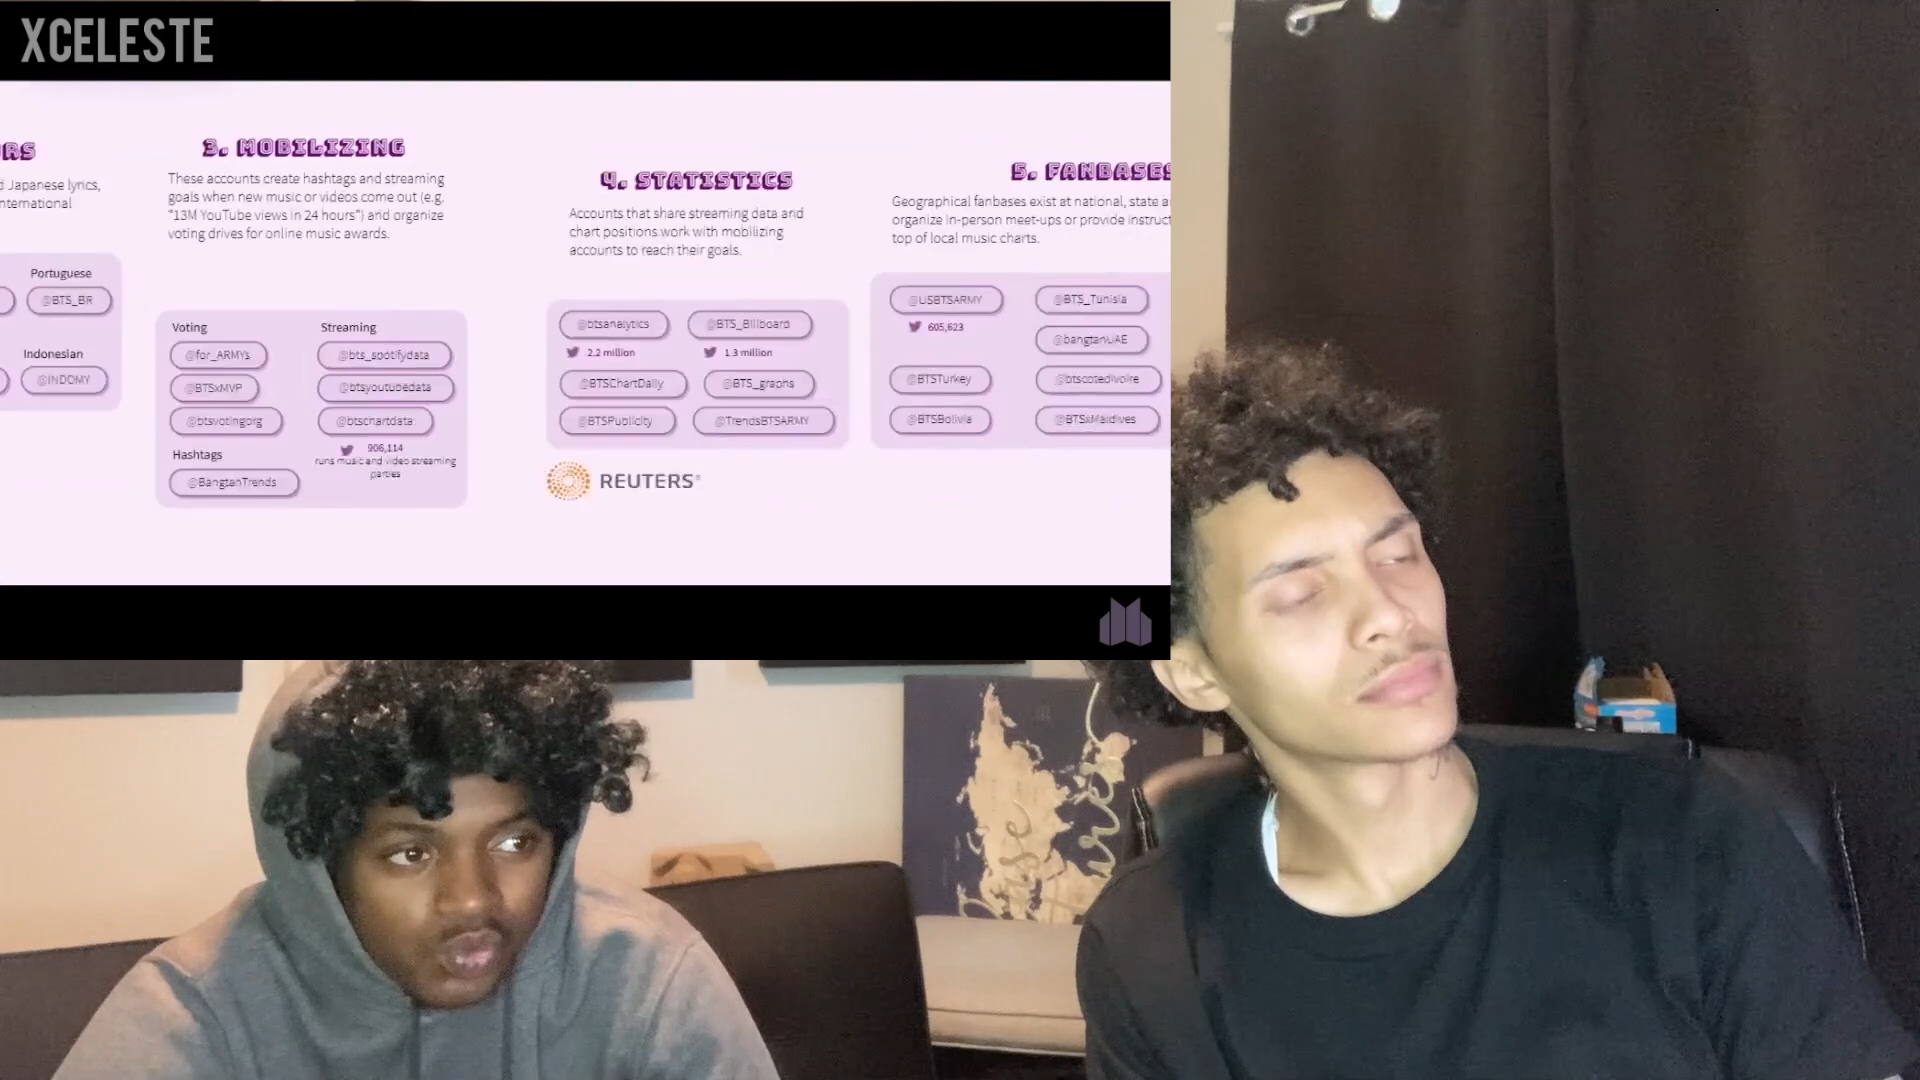 XCELESTE
RS
d Japanese lyrics,
nternational
Portuguese
@BTS_BR
Indonesian
@INDOMY
3. MOBILIZING
These accounts create hashtags and streaming
goals when new music or videos come out (e.g.
"13M YouTube views in 24 hours") and organize
voting drives for online music awards.
Voting
@for_ARMYs
@BTSxMVP
@btsvotingorg
Hashtags
@BangtanTrends
Streaming
@bts_spotifydata
@btsyoutubedata
@btschartdata
906,114
runs music and video streaming
parties
4. STATISTICS
Accounts that share streaming data and
chart positions work with mobilizing
accounts to reach their goals.
@btsanalytics
@BTS_Billboard
2.2 million
1.3 million
@BTSChartDaily
@BTS_graphs
@BTSPublicity
@TrendsBTSARMY
REUTERS
5. FANBASES
Geographical fanbases exist at national, state a
organize in-person meet-ups or provide instruct
top of local music charts.
@USBTSARMY
@BTS_Tunisia
605,623
@bangtanUAE
@BTSTurkey
@btscotedivoire
@BTSBolivia
@BTSxMaldives